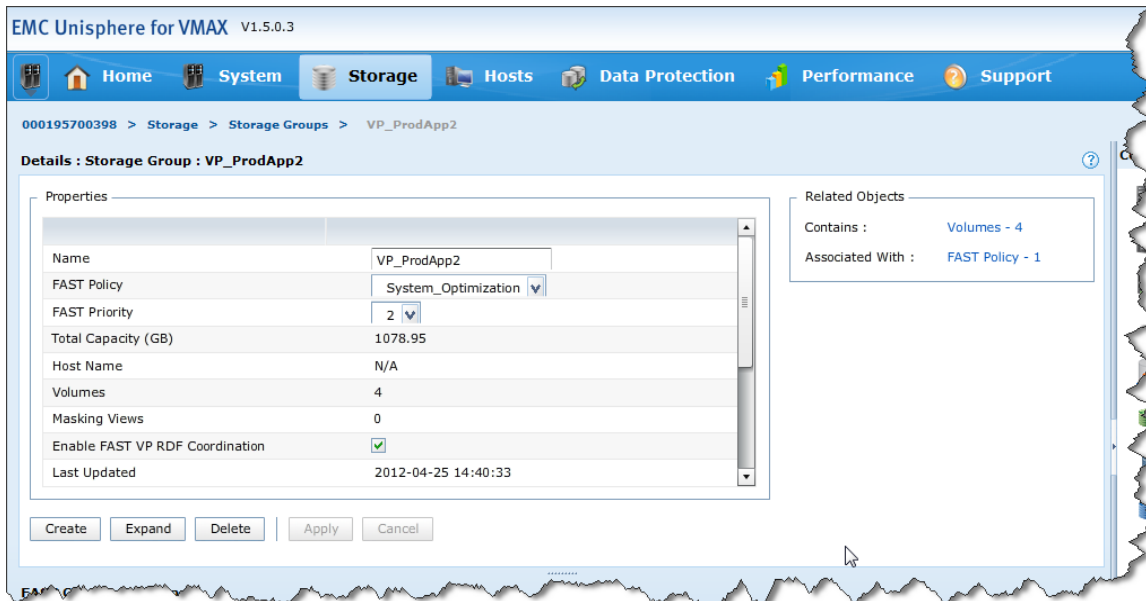 EMC Unisphere for VMAX V1.5.0.3
Home System Storage Hosts Data Protection Performance Support
000195700398 > Storage > Storage Groups > VP_ProdApp2
Details : Storage Group : VP_ProdApp2
Properties
Name VP_ProdApp2
FAST Policy System_Optimization
FAST Priority 2
Total Capacity (GB) 1078.95
Host Name N/A
Volumes 4
Masking Views 0
Enable FAST VP RDF Coordination
Last Updated 2012-04-25 14:40:33
Related Objects
Contains : Volumes - 4
Associated With : FAST Policy - 1
Create Expand Delete Apply Cancel